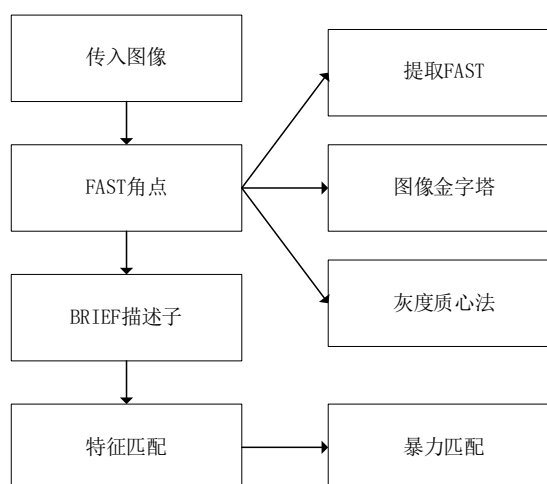 传入图像
提取FAST
FAST角点
图像金字塔
BRIEF描述子
灰度质心法
特征匹配
暴力匹配